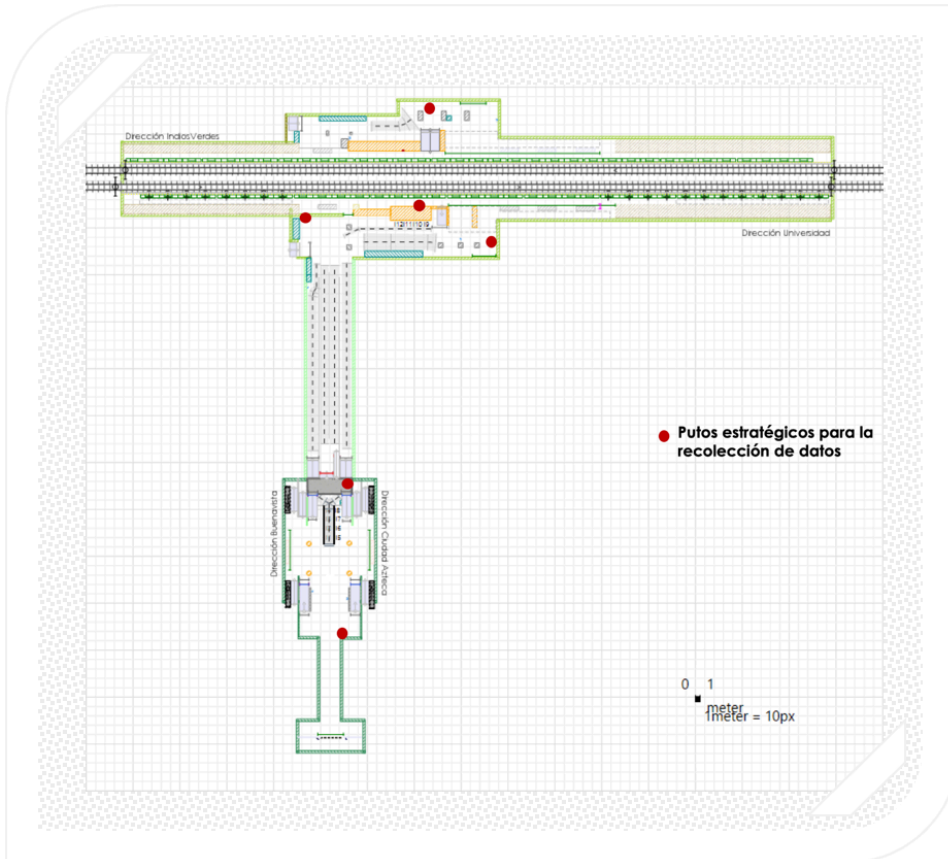 Dirección IndiosVerdes
Dirección Universidad
Putos estratégicos para la
recolección de datos
Dirección Buenavista
Dirección Ciudad Azteca
0 1
meter
1meter = 10px